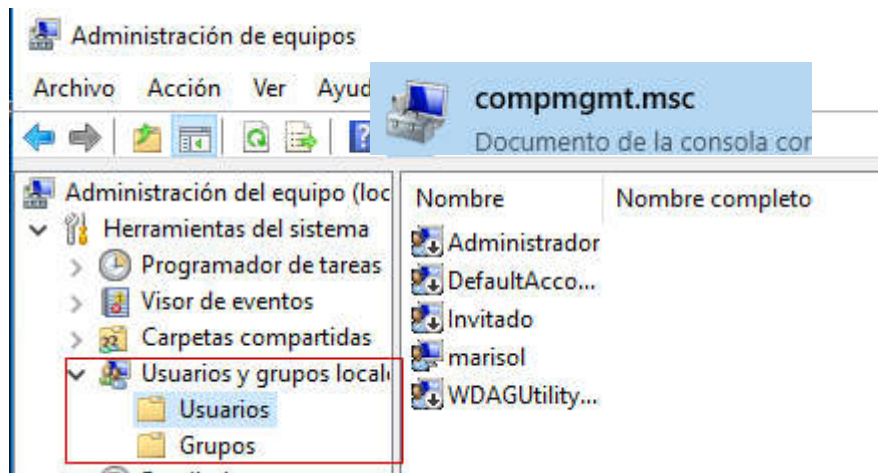 Administración de equipos
Archivo Acción Ver Ayud
compmgmt.msc
Documento de la consola cor
Administración del equipo (loc
Herramientas del sistema
Programador de tareas
Visor de eventos
Carpetas compartidas
Usuarios y grupos local
Usuarios
Grupos
Nombre Nombre completo
Administrador
DefaultAcco...
Invitado
marisol
WDAGUtility...